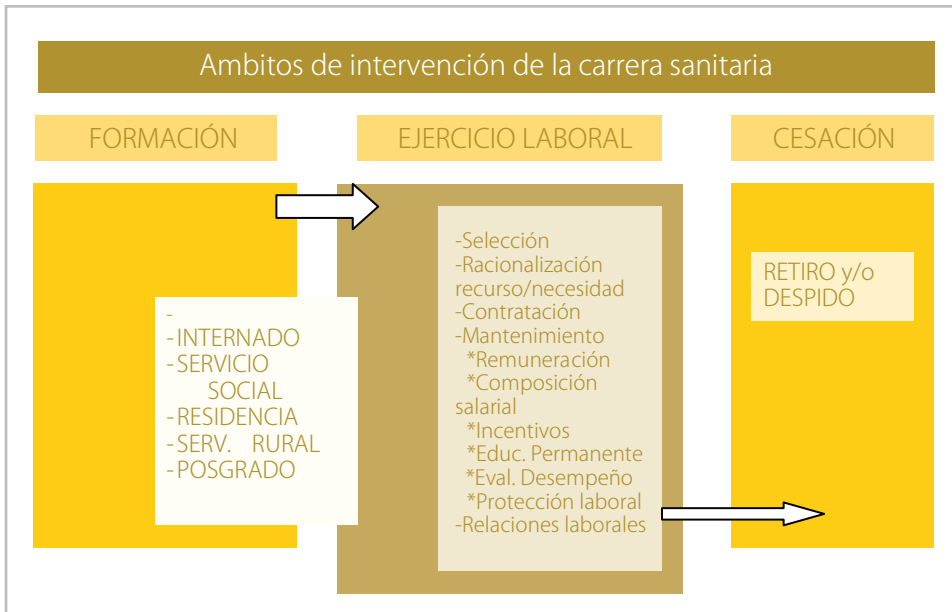 Ambitos de intervención de la carrera sanitaria
FORMACIÓN
EJERCICIO LABORAL
CESACIÓN
-
-INTERNADO
-SERVICIO
SOCIAL
-RESIDENCIA
-SERV. RURAL
-POSGRADO
-Selección
-Racionalización
recurso/necesidad
-Contratación
-Mantenimiento
*Remuneración
*Composición
salarial
*Incentivos
*Educ. Permanente
*Eval. Desempeño
*Protección laboral
-Relaciones laborales
RETIRO y/o
DESPIDO